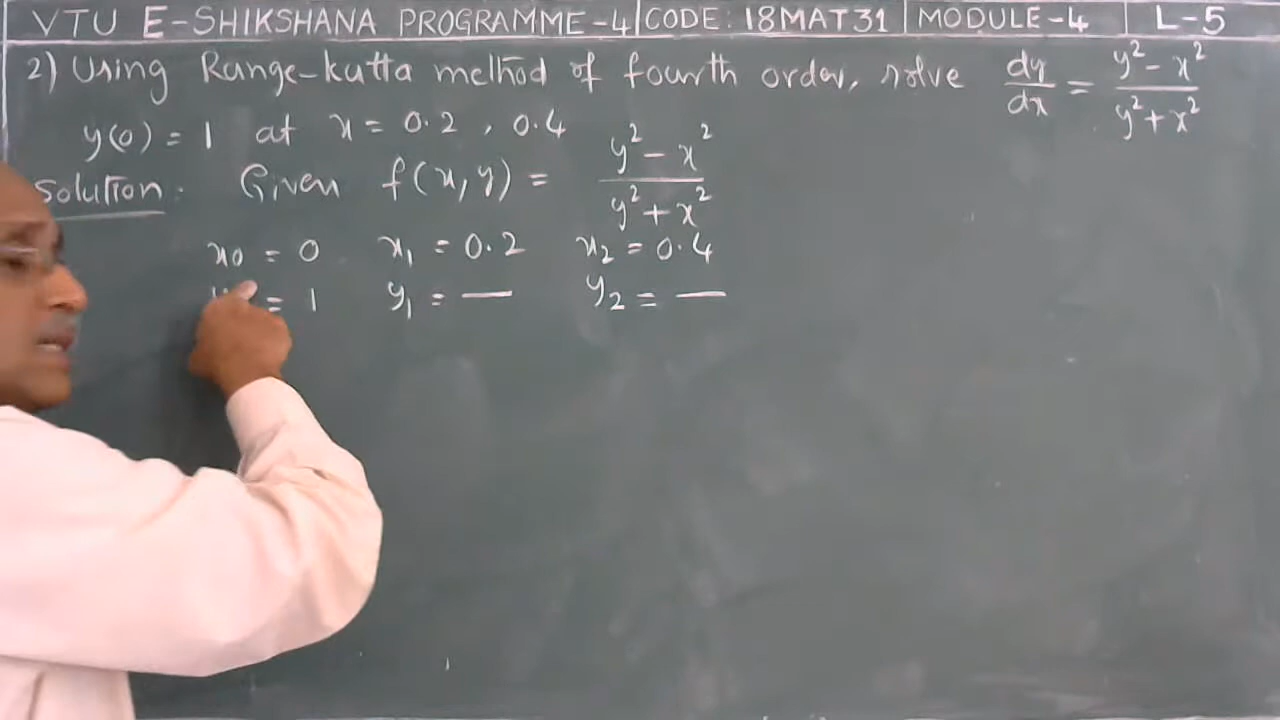 VTU E-SHIKSHANA PROGRAMME-4 | CODE: 18MAT31 | MODULE-4 | L-5
2) Using Runge-kutta method of fourth order, solve dy/dx = (y² - x²)/(y² + x²)
y(0) = 1 at x = 0.2, 0.4
Solution: Given f(x, y) = (y² - x²)/(y² + x²)
x0 = 0 x₁ = 0.2 x₂ = 0.4
= 1 y₁ = — y₂ = —